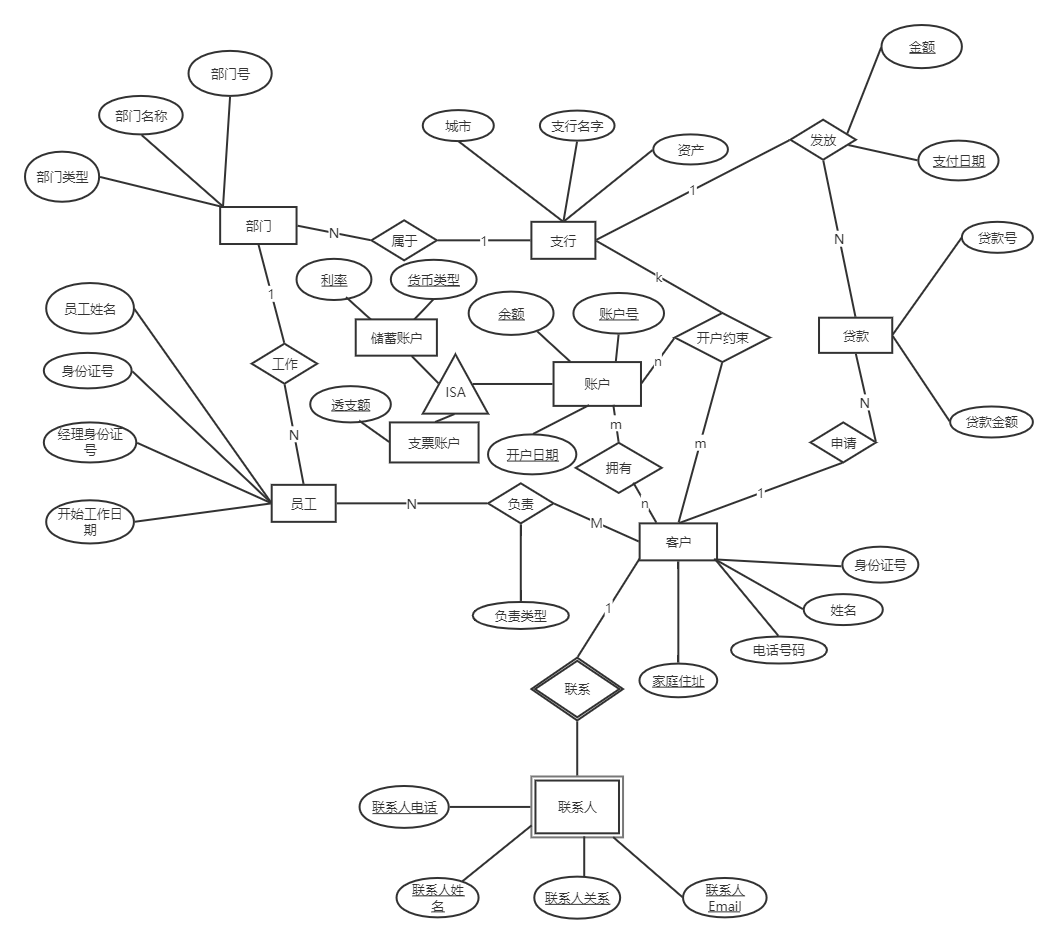 金额
部门号
部门名称
城市
支行名字
资产
发放
支付日期
部门类型
1
部门
N
属于
1
支行
N
贷款号
利率
货币类型
k
1
员工姓名
余额
账户号
储蓄账户
开户约束
贷款
工作
n
身份证号
账户
ISA
透支额
N
贷款金额
m
经理身份证
号
N
支票账户
m
申请
开户日期
拥有
1
员工
N
负责
n
开始工作日
期
M
客户
身份证号
1
负责类型
姓名
电话号码
联系
家庭住址
联系人电话
联系人
联系人姓
名
联系人关系
联系人
Email